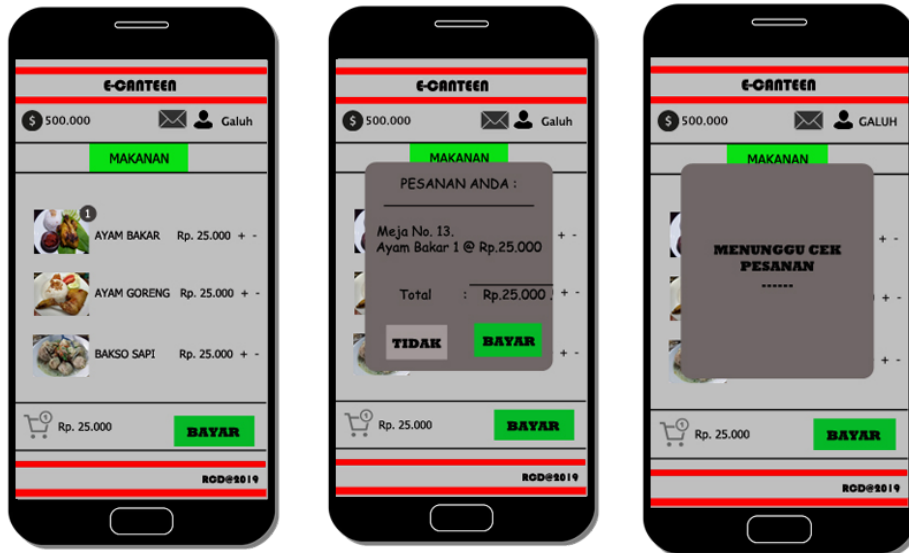 E-CANTEEN
$ 500.000 Galuh
MAKANAN
1
AYAM BAKAR Rp. 25.000 + -
AYAM GORENG Rp. 25.000 + -
BAKSO SAPI Rp. 25.000 + -
1
Rp. 25.000 BAYAR
RCD@2019
E-CANTEEN
$ 500.000 Galuh
MAKANAN
PESANAN ANDA :
Meja No. 13.
Ayam Bakar 1 @ Rp.25.000
+ -
Total : Rp.25.000 .
+ -
TIDAK BAYAR
+ -
1
Rp. 25.000 BAYAR
RCD@2019
E-CANTEEN
$ 500.000 GALUH
MAKANAN
+ -
MENUNGGU CEK
PESANAN
------
+ -
+ -
1
Rp. 25.000 BAYAR
RCD@2019